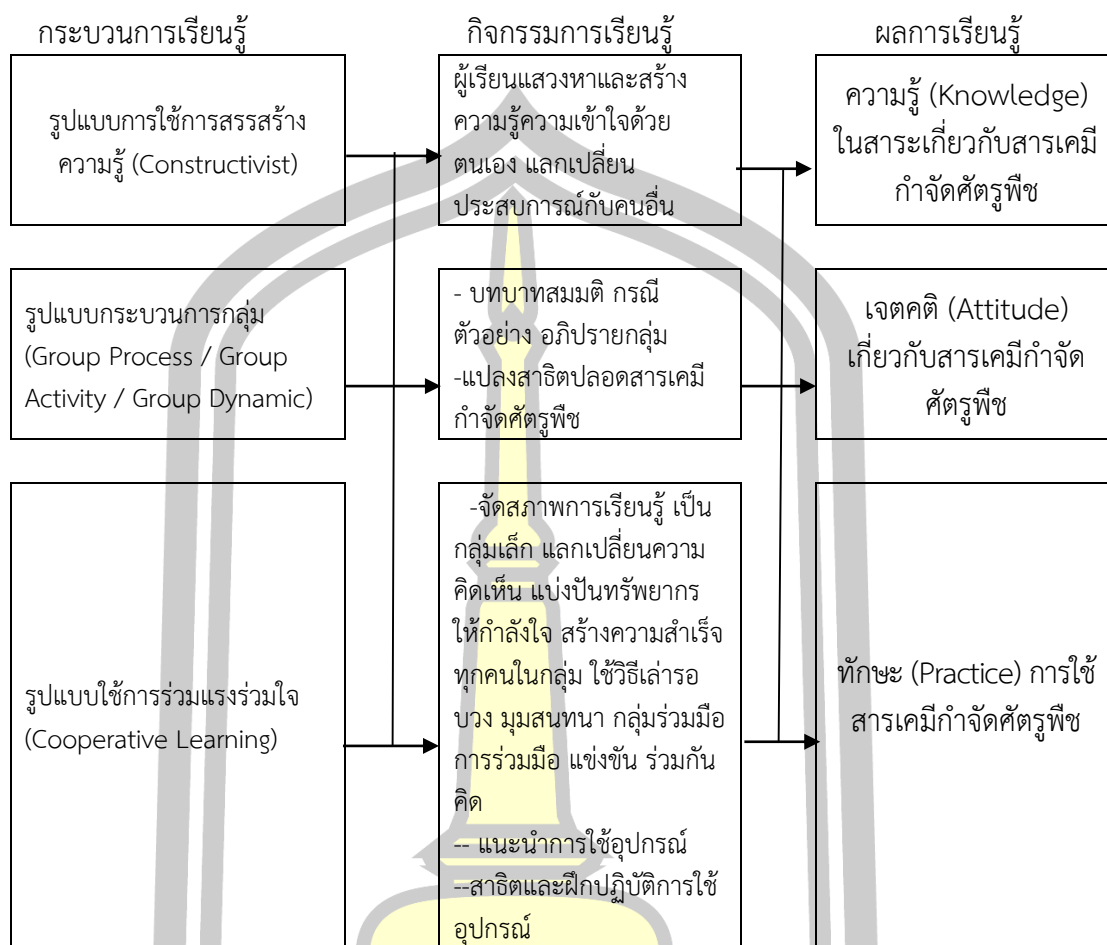 กระบวนการเรียนรู้
กิจกรรมการเรียนรู้
ผลการเรียนรู้
รูปแบบการใช้การสรรสร้าง
ความรู้ (Constructivist)
ผู้เรียนแสวงหาและสร้าง
ความรู้ความเข้าใจด้วย
ตนเอง แลกเปลี่ยน
ประสบการณ์กับคนอื่น
ความรู้ (Knowledge)
ในสาระเกี่ยวกับสารเคมี
กำจัดศัตรูพืช
รูปแบบกระบวนการกลุ่ม
(Group Process / Group
Activity / Group Dynamic)
- บทบาทสมมติ กรณี
ตัวอย่าง อภิปรายกลุ่ม
-แปลงสาธิตปลอดสารเคมี
กำจัดศัตรูพืช
เจตคติ (Attitude)
เกี่ยวกับสารเคมีกำจัด
ศัตรูพืช
รูปแบบใช้การร่วมแรงร่วมใจ
(Cooperative Learning)
-จัดสภาพการเรียนรู้ เป็น
กลุ่มเล็ก แลกเปลี่ยนความ
คิดเห็น แบ่งปันทรัพยากร
ให้กำลังใจ สร้างความสำเร็จ
ทุกคนในกลุ่ม ใช้วิธีเล่ารอ
บวง มุมสนทนา กลุ่มร่วมมือ
การร่วมมือ แข่งขัน ร่วมกัน
คิด
-- แนะนำการใช้อุปกรณ์
--สาธิตและฝึกปฏิบัติการใช้
อุปกรณ์
ทักษะ (Practice) การใช้
สารเคมีกำจัดศัตรูพืช